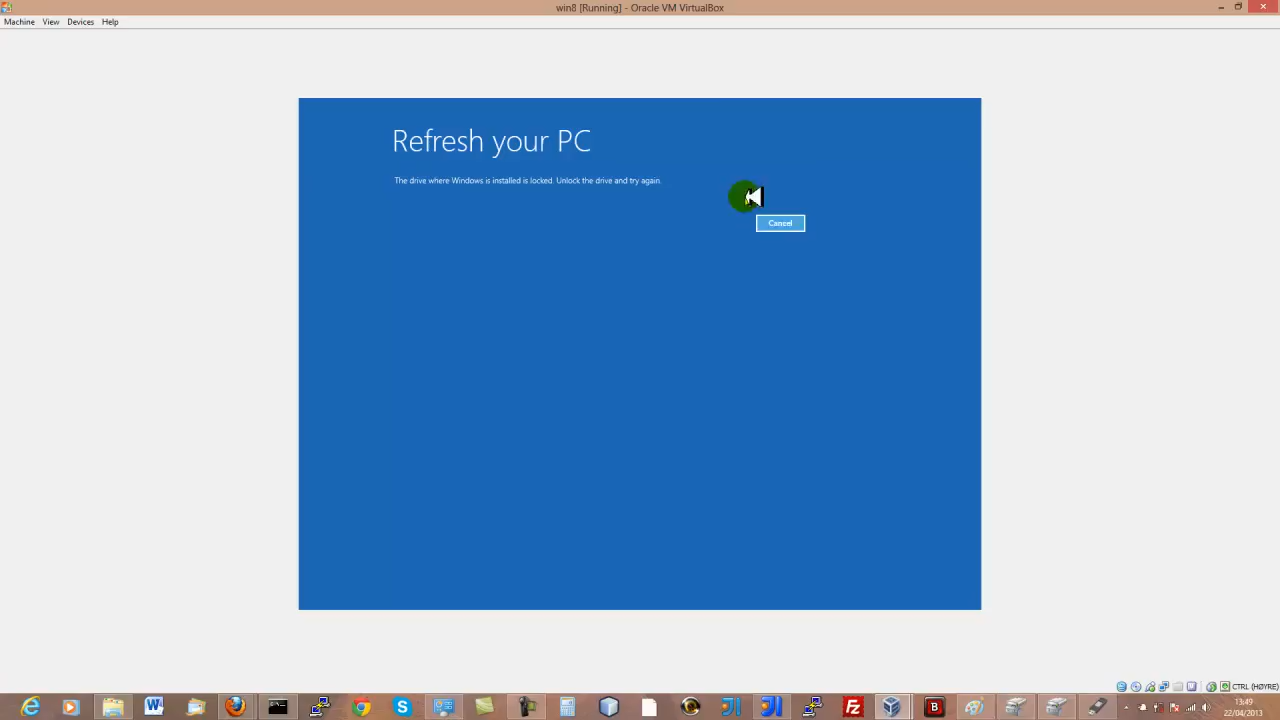 win8 [Running] - Oracle VM VirtualBox
Machine View Devices Help
Refresh your PC
The drive where Windows is installed is locked. Unlock the drive and try again.
Cancel
CTRL (HØYRE)
13:49
22/04/2013